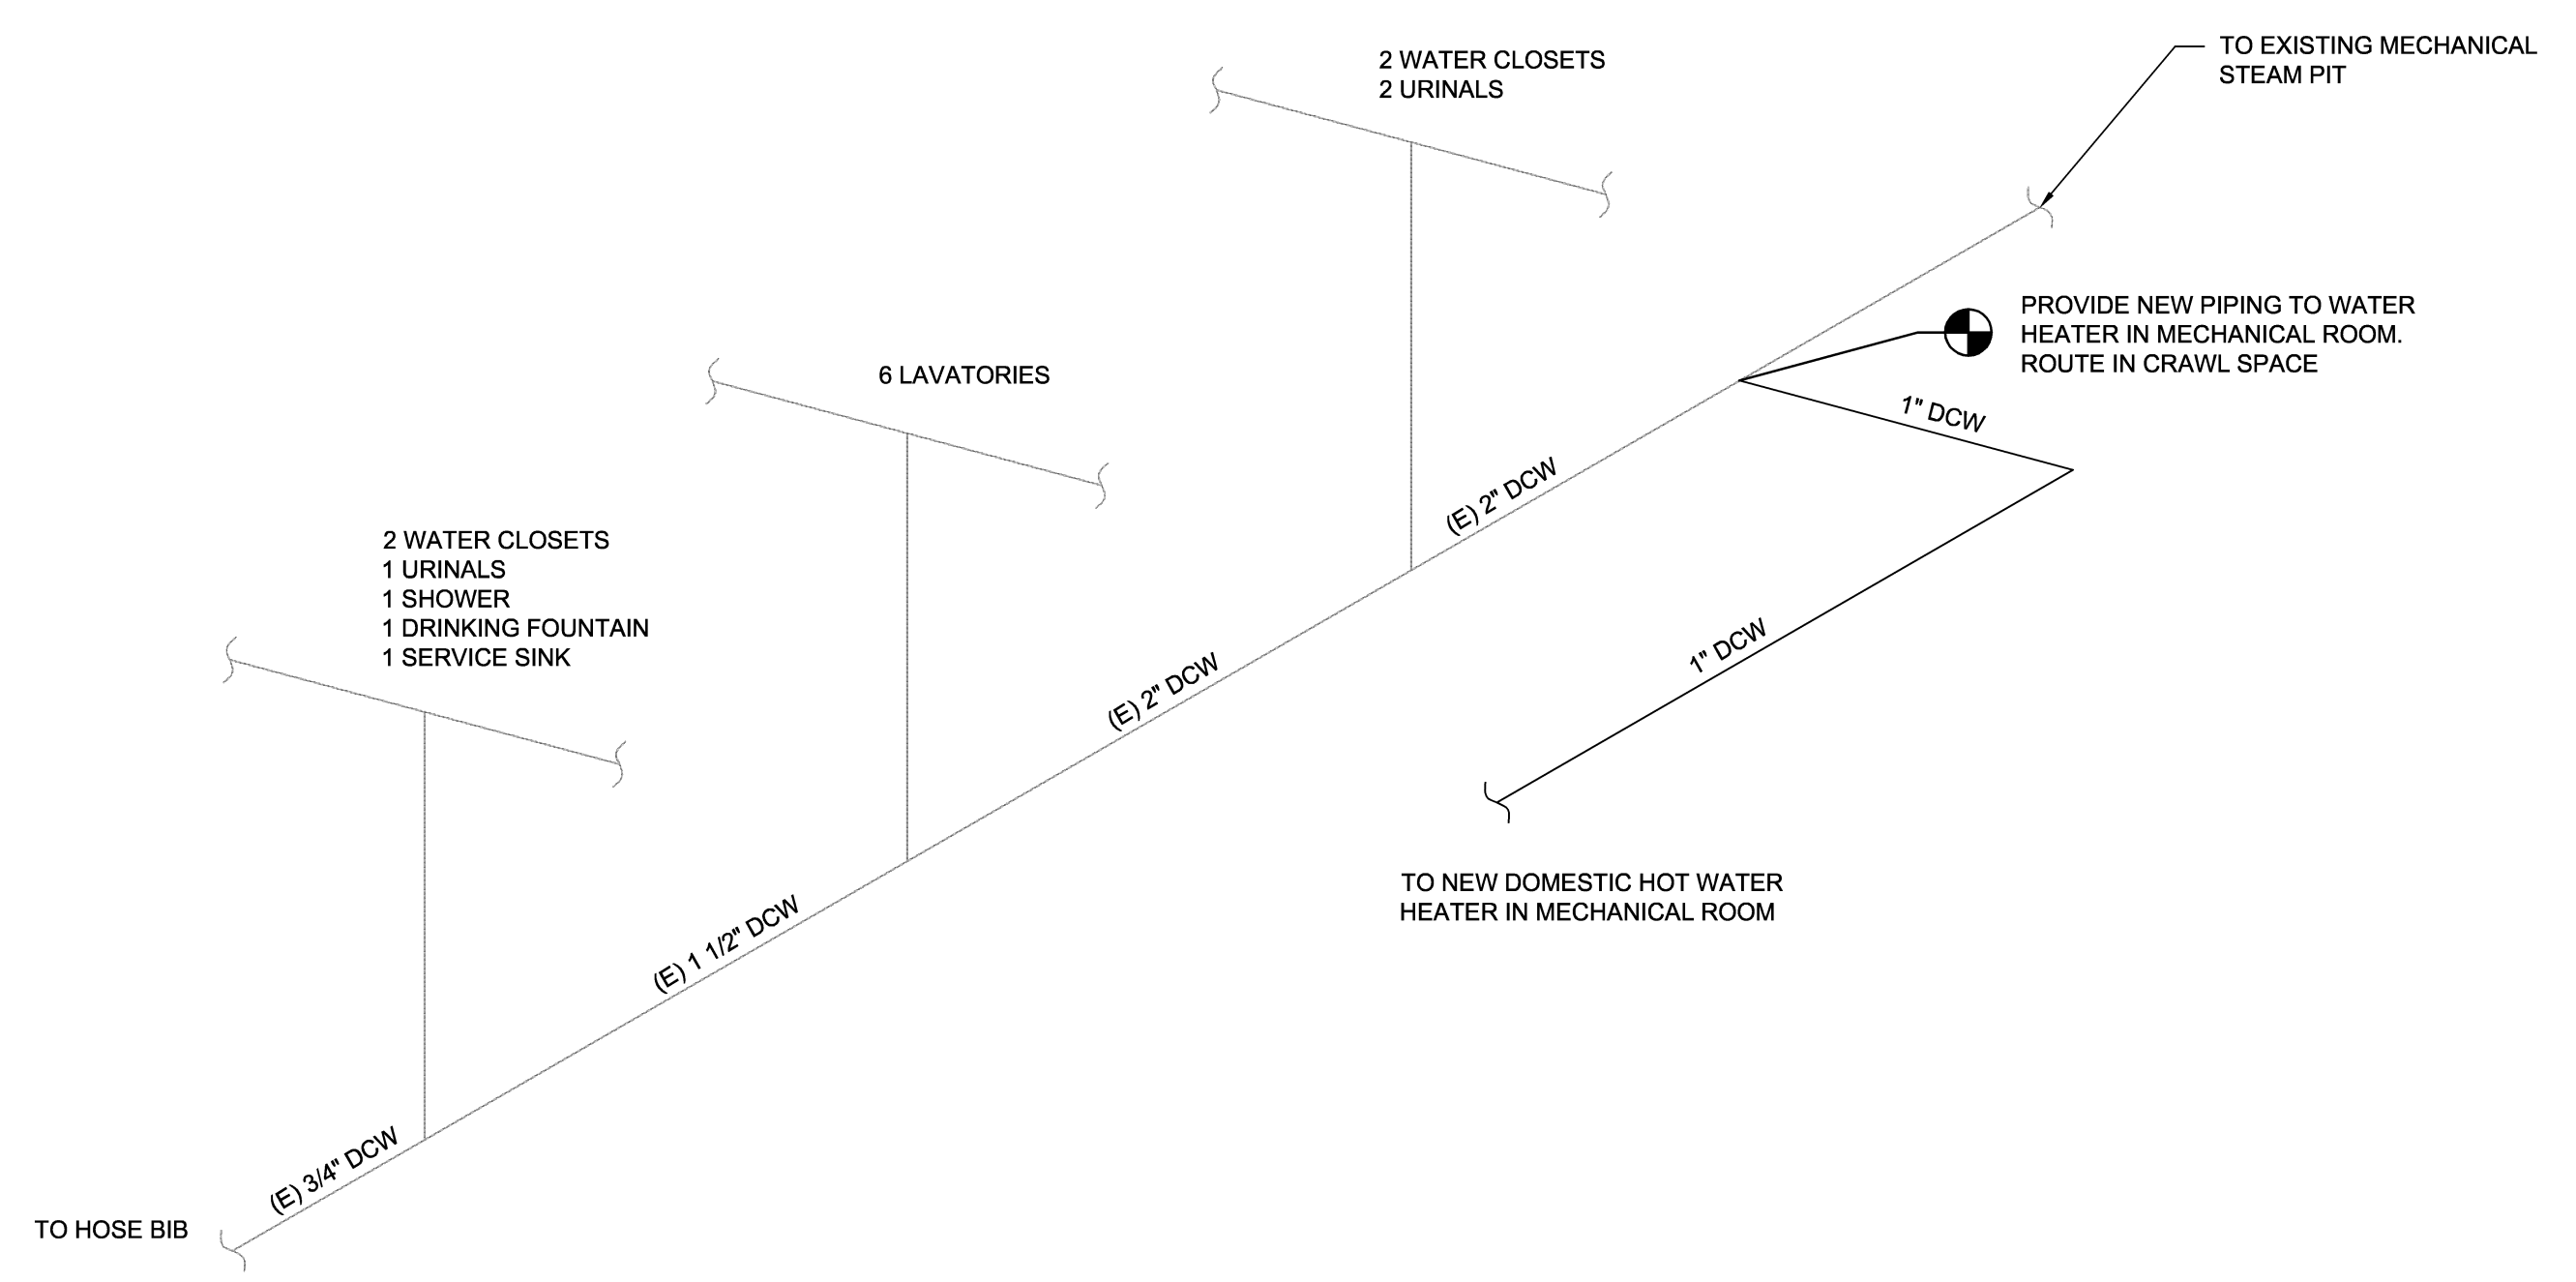 2 WATER CLOSETS
2 URINALS
TO EXISTING MECHANICAL
STEAM PIT
PROVIDE NEW PIPING TO WATER
HEATER IN MECHANICAL ROOM.
ROUTE IN CRAWL SPACE
6 LAVATORIES
1" DCW
(E) 2" DCW
2 WATER CLOSETS
1 URINALS
1 SHOWER
1 DRINKING FOUNTAIN
1 SERVICE SINK
1" DCW
(E) 2" DCW
TO NEW DOMESTIC HOT WATER
HEATER IN MECHANICAL ROOM
(E) 1 1/2" DCW
(E) 3/4" DCW
TO HOSE BIB